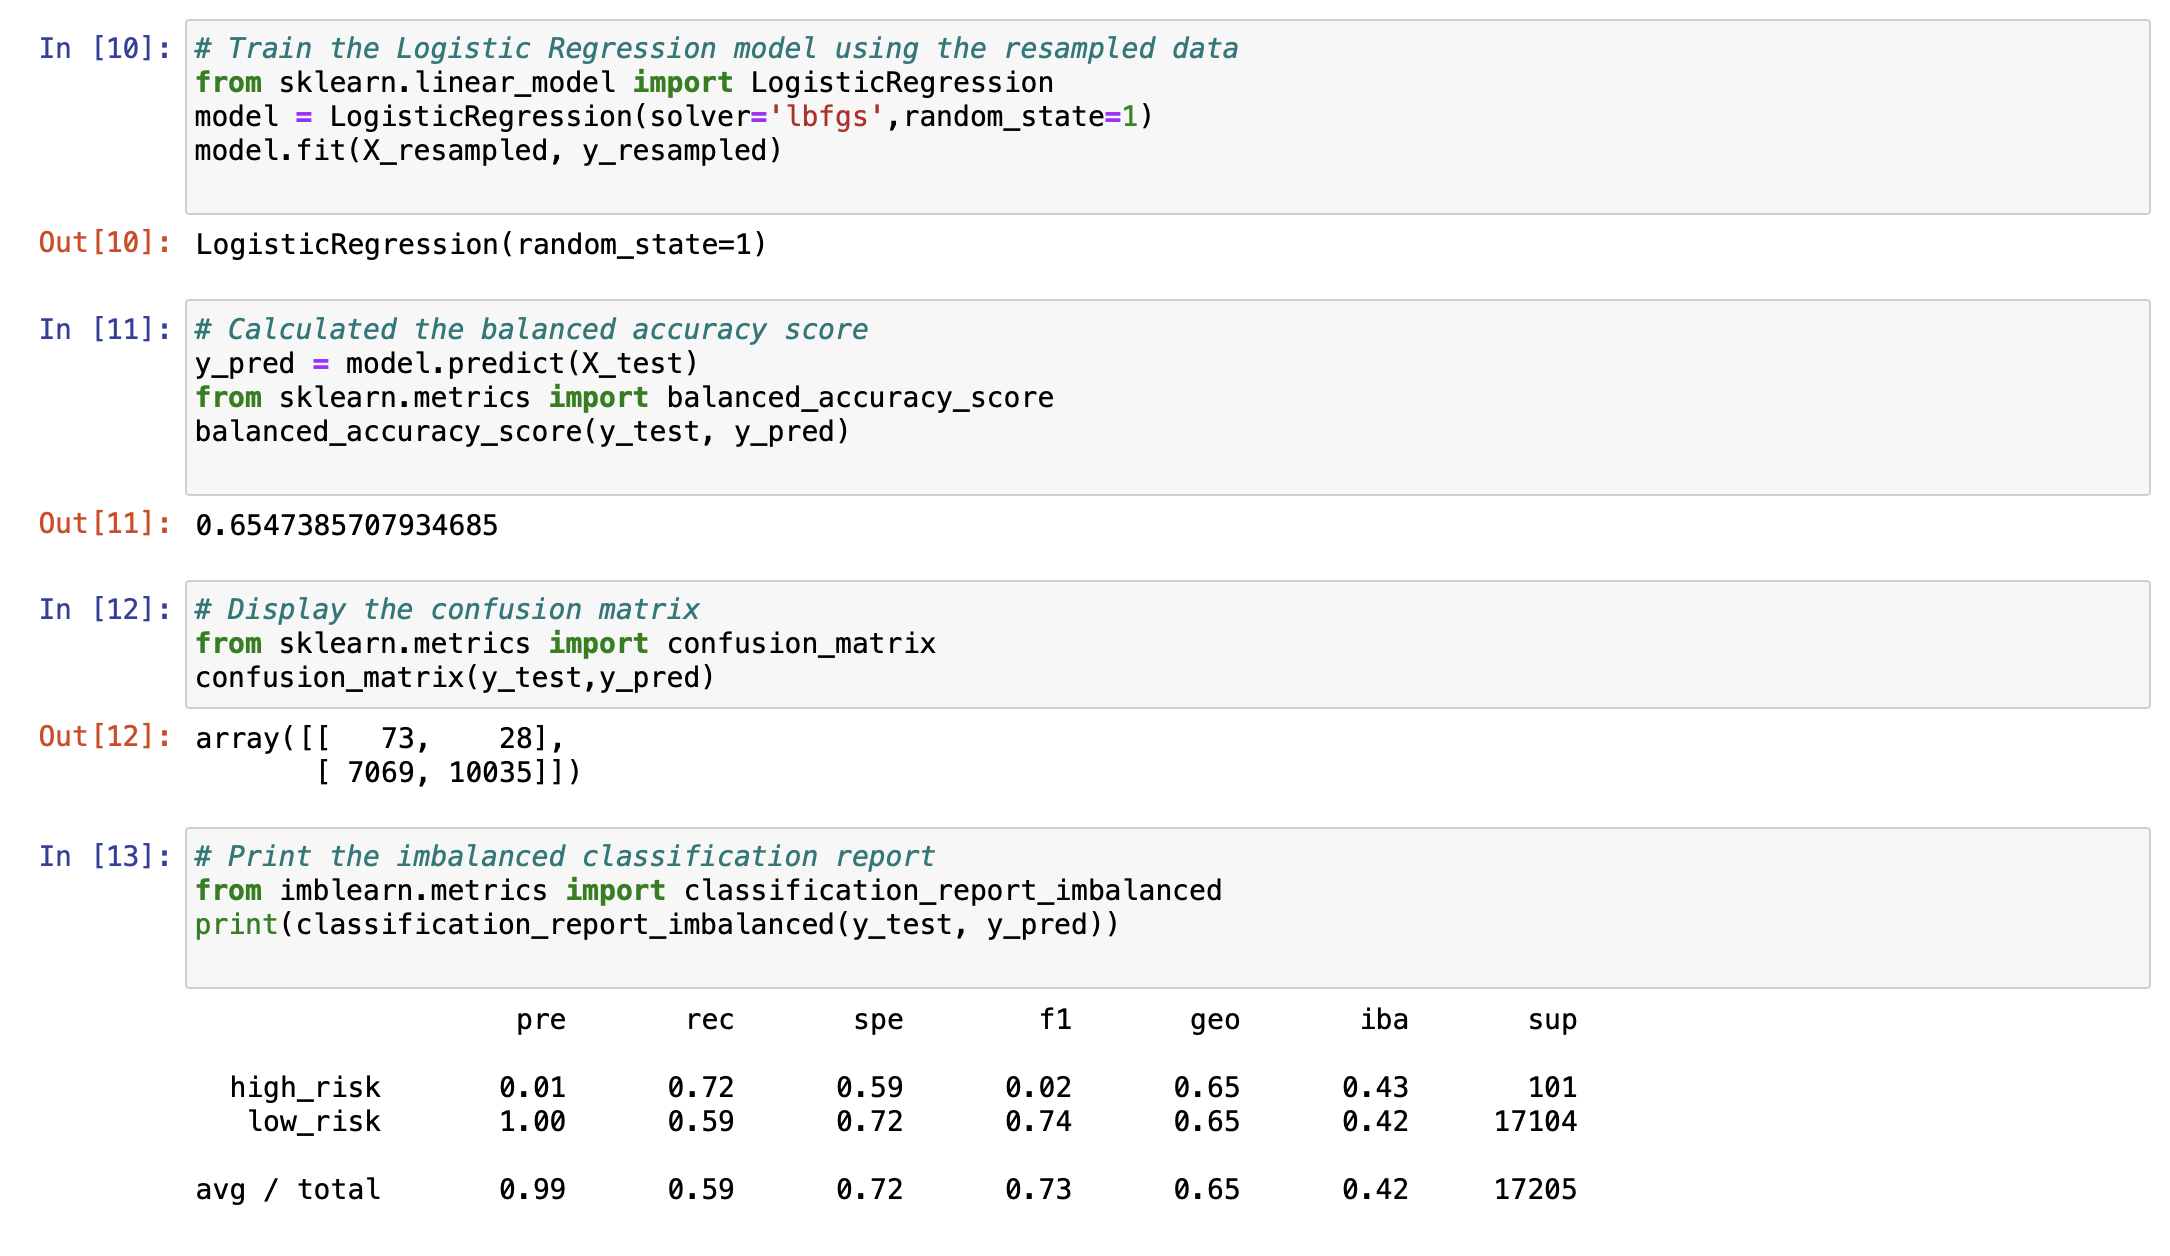 In [10]: # Train the Logistic Regression model using the resampled data
from sklearn.linear_model import LogisticRegression
model = LogisticRegression(solver='lbfgs',random_state=1)
model.fit(X_resampled, y_resampled)
Out[10]: LogisticRegression(random_state=1)
In [11]: # Calculated the balanced accuracy score
y_pred = model.predict(X_test)
from sklearn.metrics import balanced_accuracy_score
balanced_accuracy_score(y_test, y_pred)
Out[11]: 0.6547385707934685
In [12]: # Display the confusion matrix
from sklearn.metrics import confusion_matrix
confusion_matrix(y_test,y_pred)
Out[12]: array([[   73,    28],
       [ 7069, 10035]])
In [13]: # Print the imbalanced classification report
from imblearn.metrics import classification_report_imbalanced
print(classification_report_imbalanced(y_test, y_pred))
pre rec spe f1 geo iba sup
high_risk 0.01 0.72 0.59 0.02 0.65 0.43 101
low_risk 1.00 0.59 0.72 0.74 0.65 0.42 17104
avg / total 0.99 0.59 0.72 0.73 0.65 0.42 17205